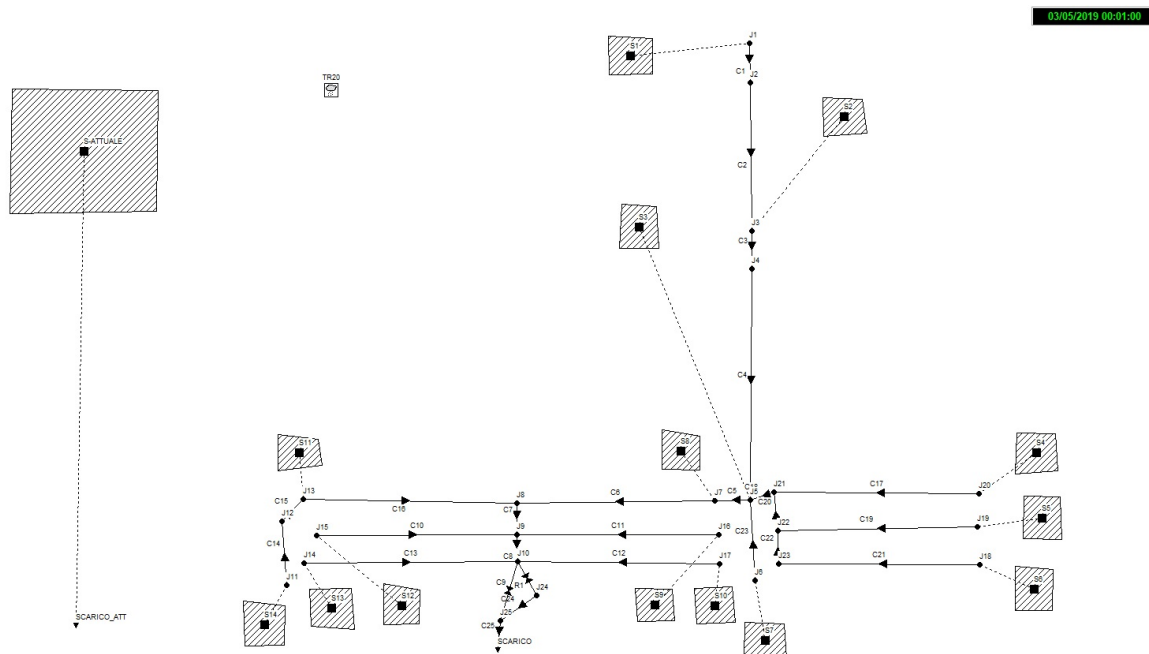 03/05/2019 00:01:00
J1
S1
C1
J2
TR20
S2
S-ATTUALE
C2
S3
J3
C3
J4
C4
S11
S8
S4
J13
J8
C6
J7
C5
J5
C20
J21
C17
J20
C15
C16
J12
C7
S5
J15
C10
J9
C11
J16
C23
J22
C19
J19
C14
J14
C13
C8
J10
C12
J17
C22
J23
C21
J18
J11
C9
R1
J24
J6
S6
S14
S13
S12
C24
J25
S9
S10
SCARICO_ATT
C25
SCARICO
S7